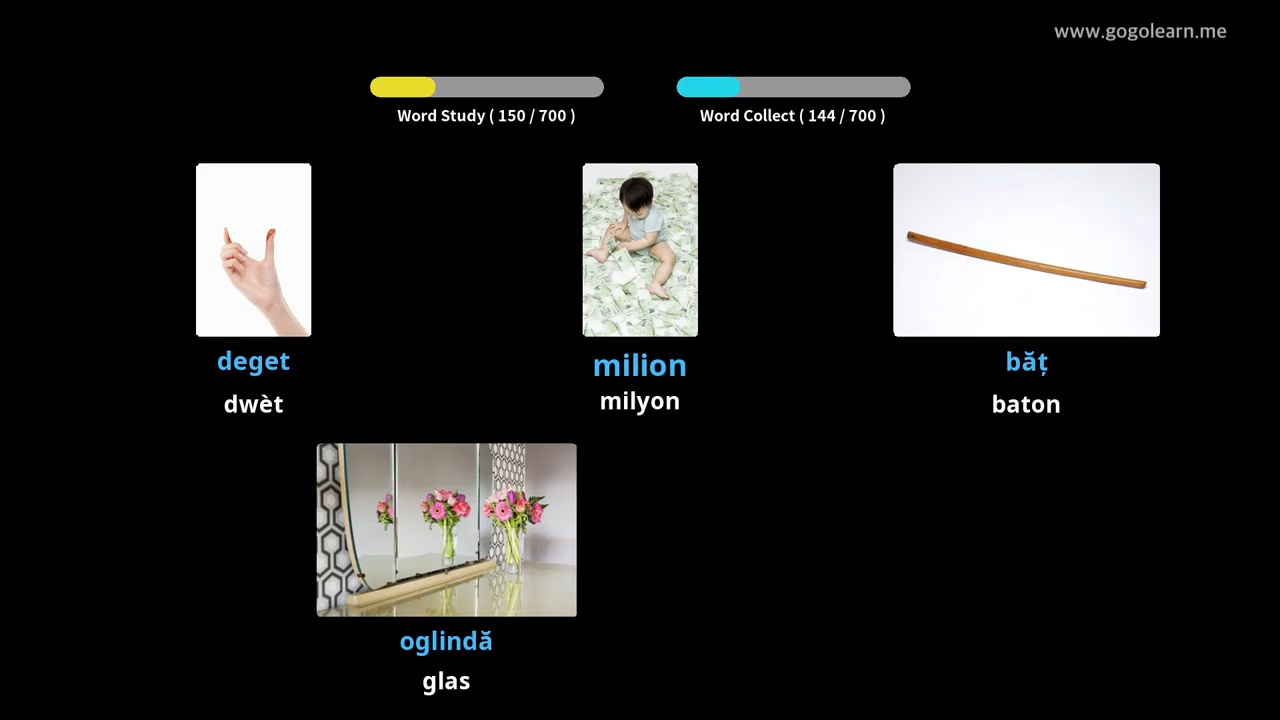 www.gogolearn.me
Word Study ( 150 / 700 )
Word Collect ( 144 / 700 )
deget
dwèt
milion
milyon
băț
baton
oglindă
glas